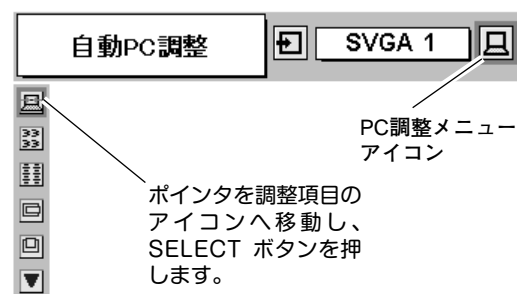 自動PC調整
SVGA 1
PC調整メニュー
アイコン
ポインタを調整項目の
アイコンへ移動し、
SELECT ボタンを押
します。